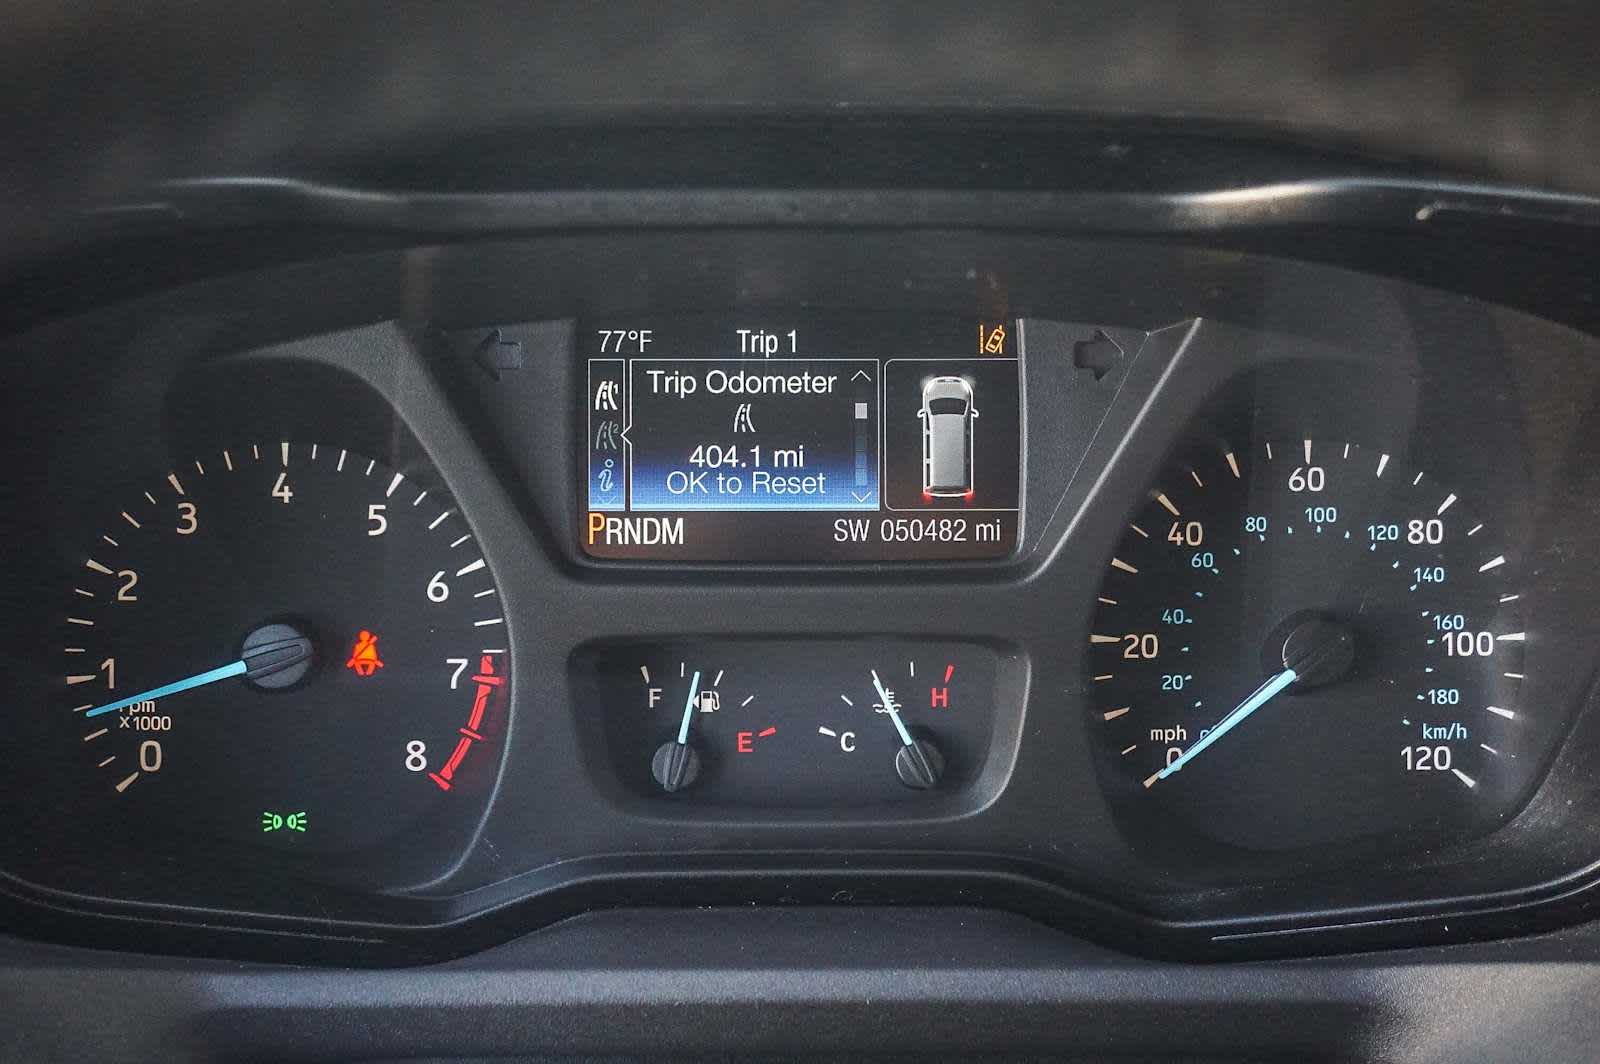 77°F Trip 1
Trip Odometer
1
2
i
404.1 mi
OK to Reset
PRNDM SW 050482 mi
0
1
2
3
4
5
6
7
8
rpm
x1000
F
E
C
H
0
20
40
60
80
100
120
mph
20
40
60
80
100
120
140
160
180
km/h